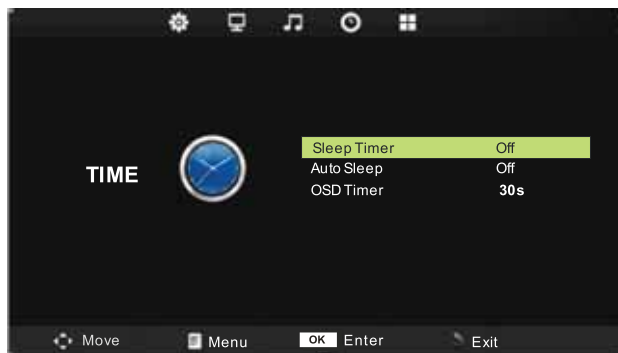 TIME
Sleep Timer Off
Auto Sleep Off
OSD Timer 30s
Move Menu OK Enter Exit